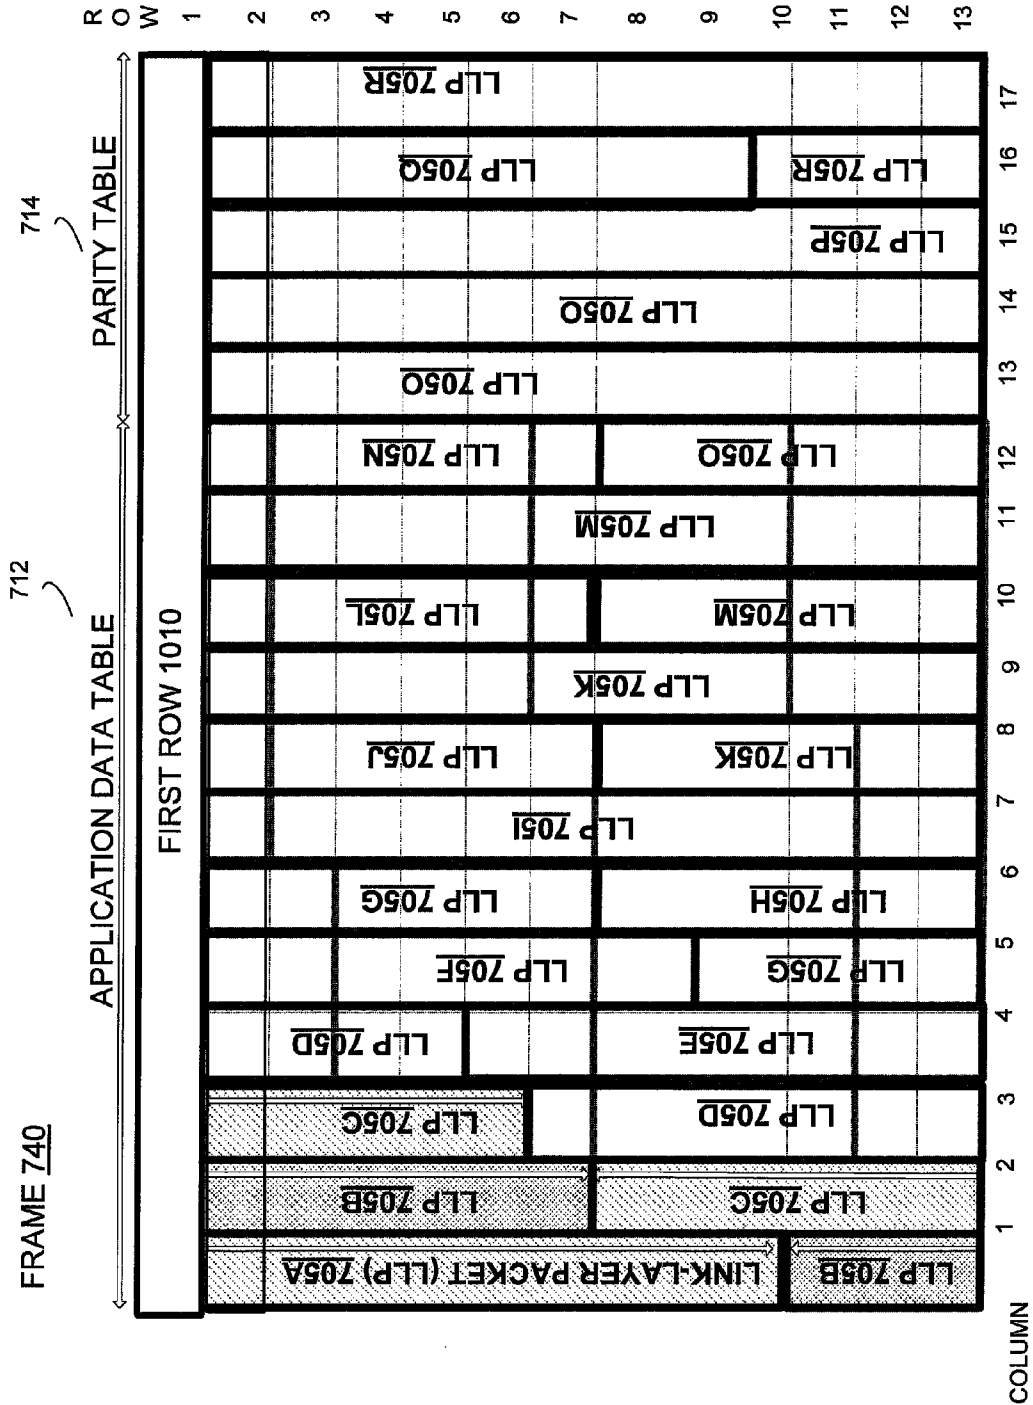 FRAME 740
712
714
APPLICATION DATA TABLE
PARITY TABLE
R
O
W
FIRST ROW 1010
1
2
3
4
5
6
7
8
9
10
11
12
13
LINK-LAYER PACKET (LLP) 705A
LLP 705B
LLP 705B
LLP 705C
LLP 705C
LLP 705D
LLP 705D
LLP 705E
LLP 705F
LLP 705G
LLP 705G
LLP 705H
LLP 705I
LLP 705J
LLP 705K
LLP 705K
LLP 705L
LLP 705M
LLP 705M
LLP 705N
LLP 705O
LLP 705O
LLP 705O
LLP 705P
LLP 705Q
LLP 705R
LLP 705R
COLUMN 1 2 3 4 5 6 7 8 9 10 11 12 13 14 15 16 17